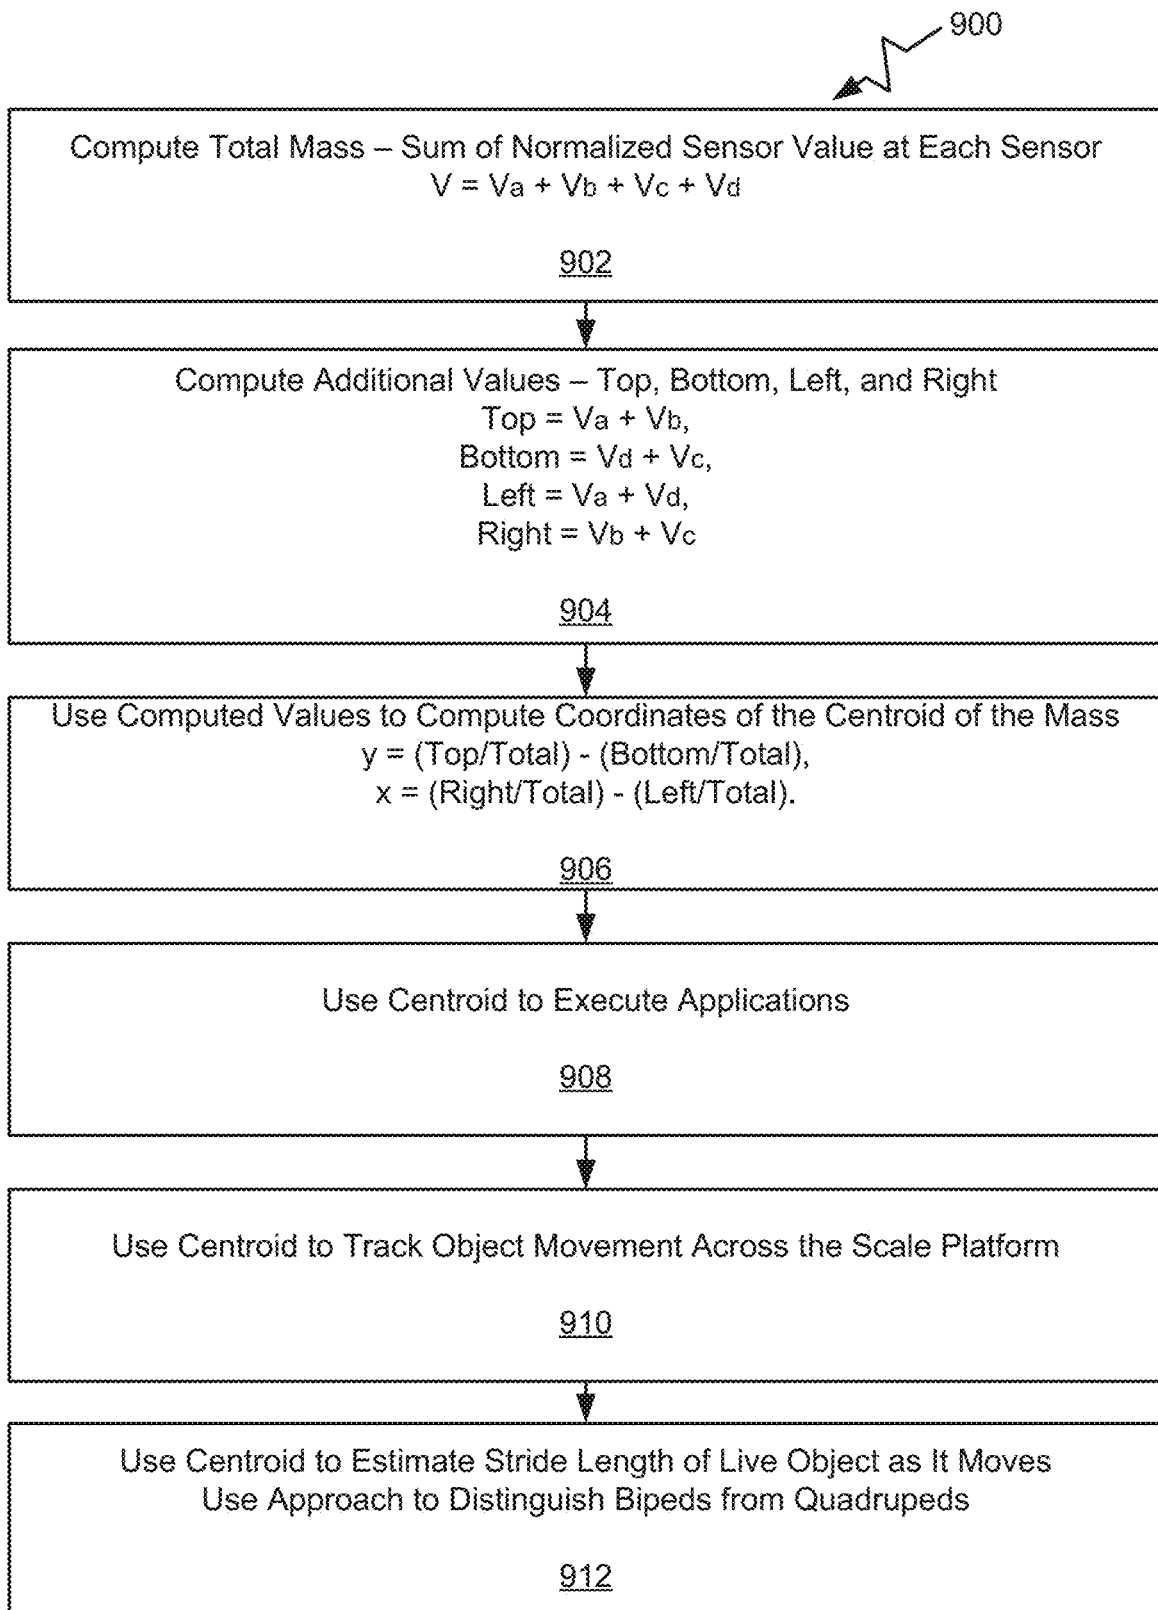 900
Compute Total Mass – Sum of Normalized Sensor Value at Each Sensor
V = Va + Vb + Vc + Vd
902
Compute Additional Values – Top, Bottom, Left, and Right
Top = Va + Vb,
Bottom = Vd + Vc,
Left = Va + Vd,
Right = Vb + Vc
904
Use Computed Values to Compute Coordinates of the Centroid of the Mass
y = (Top/Total) - (Bottom/Total),
x = (Right/Total) - (Left/Total).
906
Use Centroid to Execute Applications
908
Use Centroid to Track Object Movement Across the Scale Platform
910
Use Centroid to Estimate Stride Length of Live Object as It Moves
Use Approach to Distinguish Bipeds from Quadrupeds
912